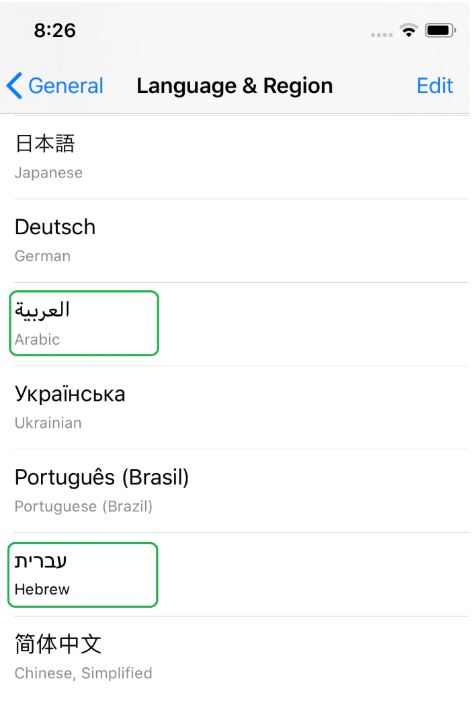 8:26
General Language & Region Edit
日本語
Japanese
Deutsch
German
العربية
Arabic
Українська
Ukrainian
Português (Brasil)
Portuguese (Brazil)
עברית
Hebrew
简体中文
Chinese, Simplified